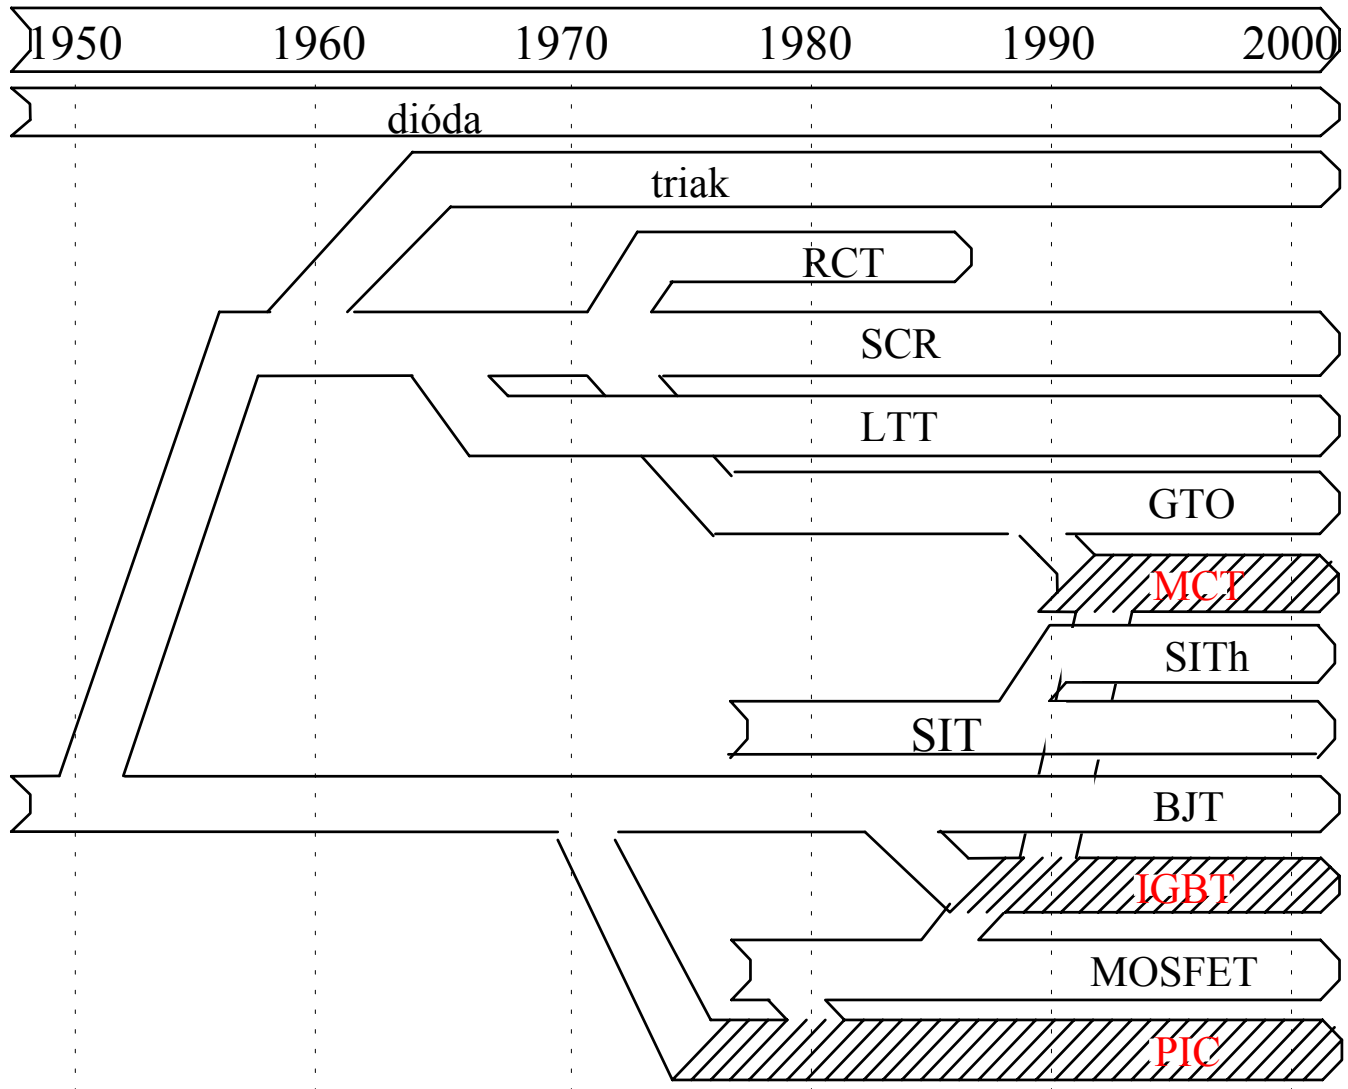 1950 1960 1970 1980 1990 2000
dióda
triak
RCT
SCR
LTT
GTO
MCT
SITh
SIT
BJT
IGBT
MOSFET
PIC